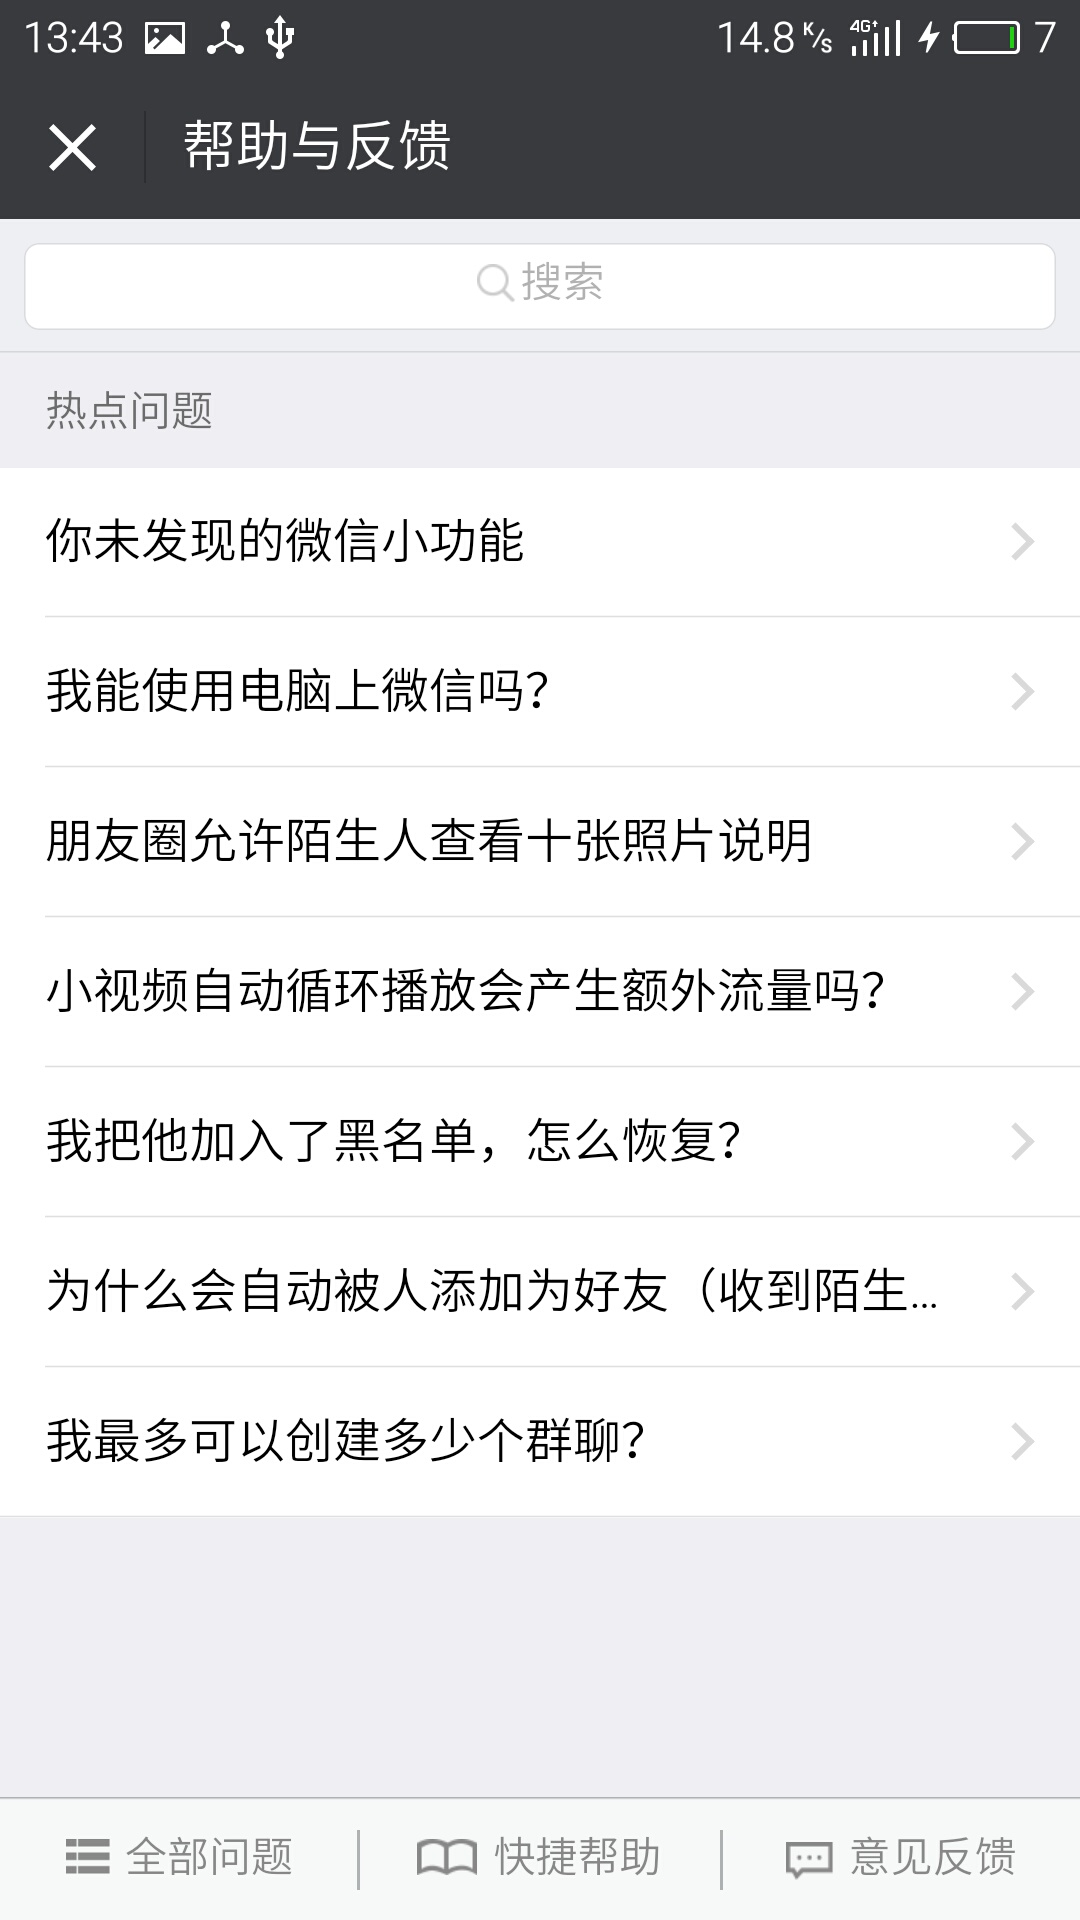 13:43 14.8 K/s 4G+ 7
帮助与反馈
搜索
热点问题
你未发现的微信小功能
我能使用电脑上微信吗?
朋友圈允许陌生人查看十张照片说明
小视频自动循环播放会产生额外流量吗?
我把他加入了黑名单，怎么恢复?
为什么会自动被人添加为好友（收到陌生...
我最多可以创建多少个群聊?
全部问题 快捷帮助 意见反馈